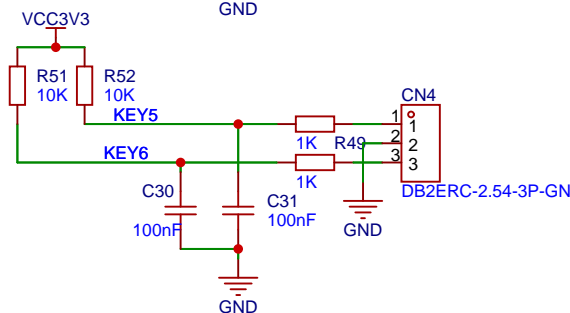 GND
VCC3V3
R51
10K
R52
10K
KEY5
KEY6
1K
R49
1K
C30
100nF
C31
100nF
GND
CN4
1
1
2
2
3
3
DB2ERC-2.54-3P-GN
GND